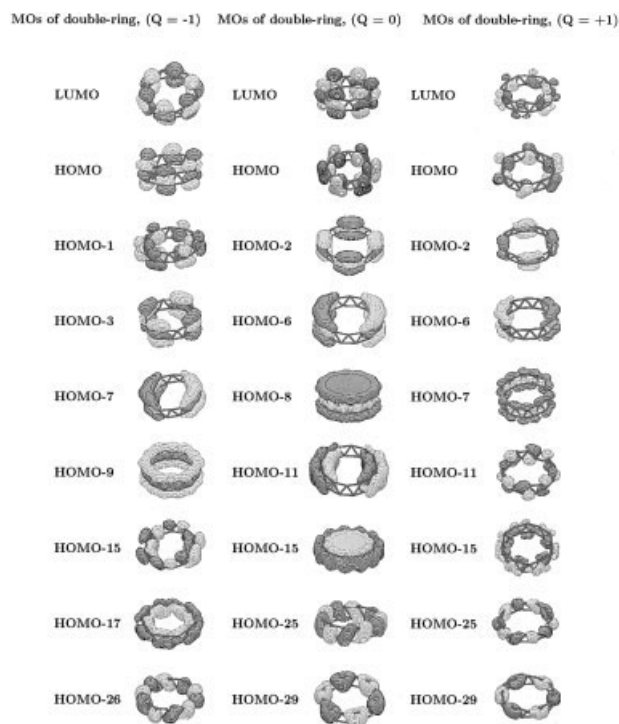 MOs of double-ring, (Q = -1) MOs of double-ring, (Q = 0) MOs of double-ring, (Q = +1)
LUMO LUMO LUMO
HOMO HOMO HOMO
HOMO-1 HOMO-2 HOMO-2
HOMO-3 HOMO-6 HOMO-6
HOMO-7 HOMO-8 HOMO-7
HOMO-9 HOMO-11 HOMO-11
HOMO-15 HOMO-15 HOMO-15
HOMO-17 HOMO-25 HOMO-25
HOMO-26 HOMO-29 HOMO-29